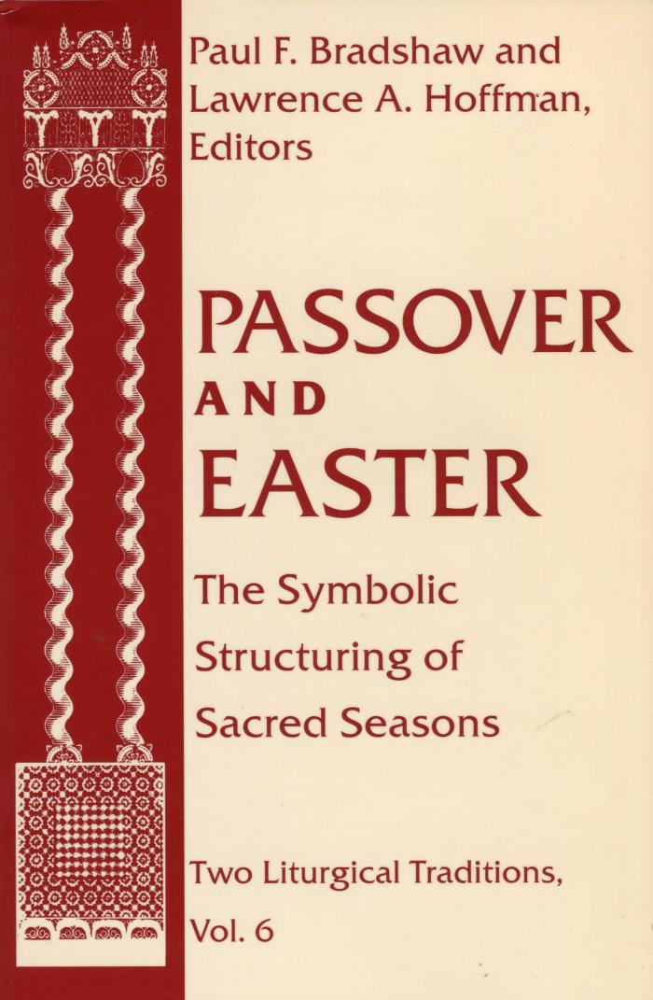 Paul F. Bradshaw and
Lawrence A. Hoffman,
Editors
PASSOVER
AND
EASTER
The Symbolic
Structuring of
Sacred Seasons
Two Liturgical Traditions,
Vol. 6